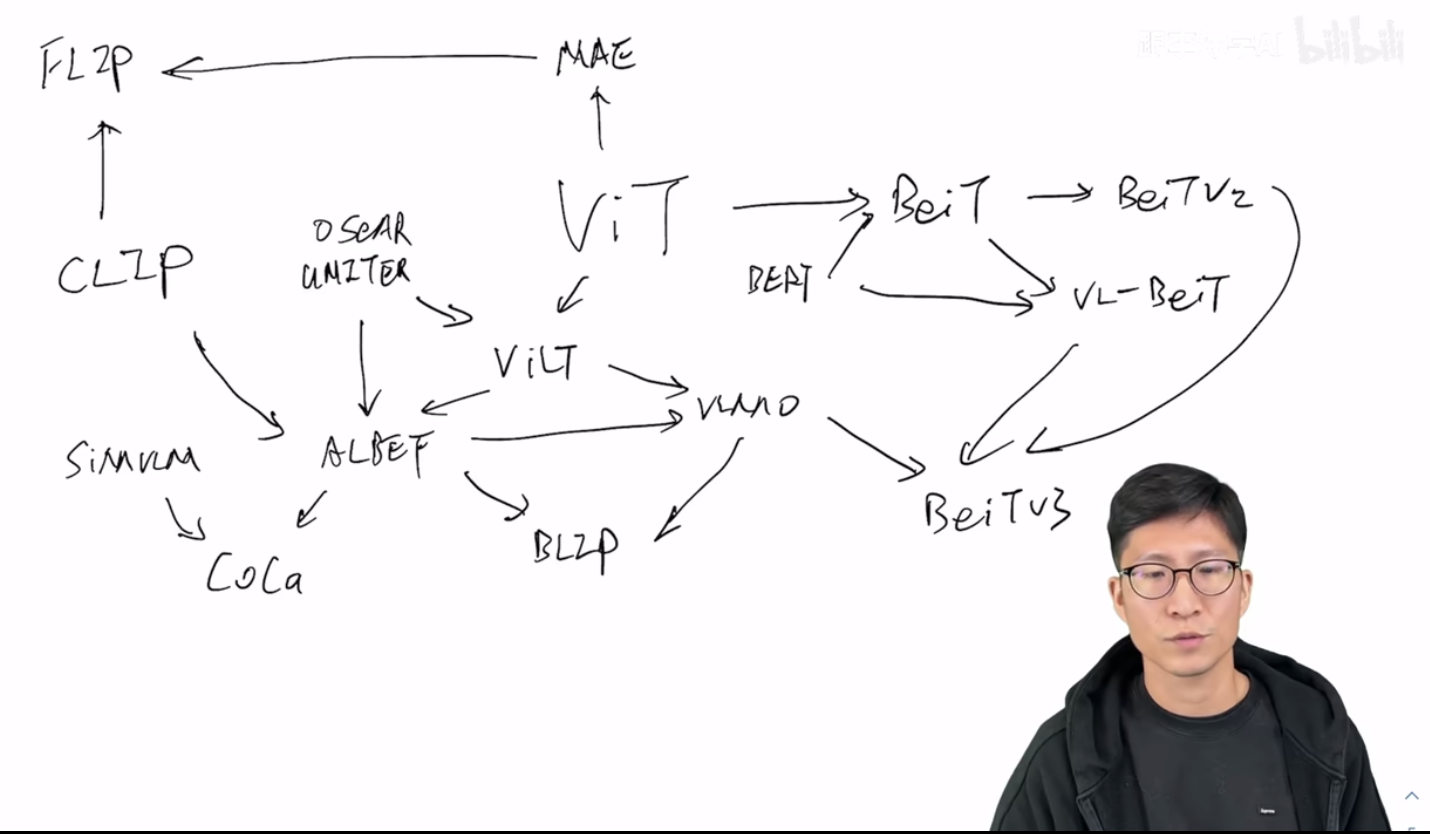 FLIP
MAE
bilibili
ViT
BEiT
BEiTv2
OSCAR
UNITER
CLIP
BERT
VL-BEiT
ViLT
VLMO
SimVLM
ALBEF
BEiTv3
BLIP
CoCa